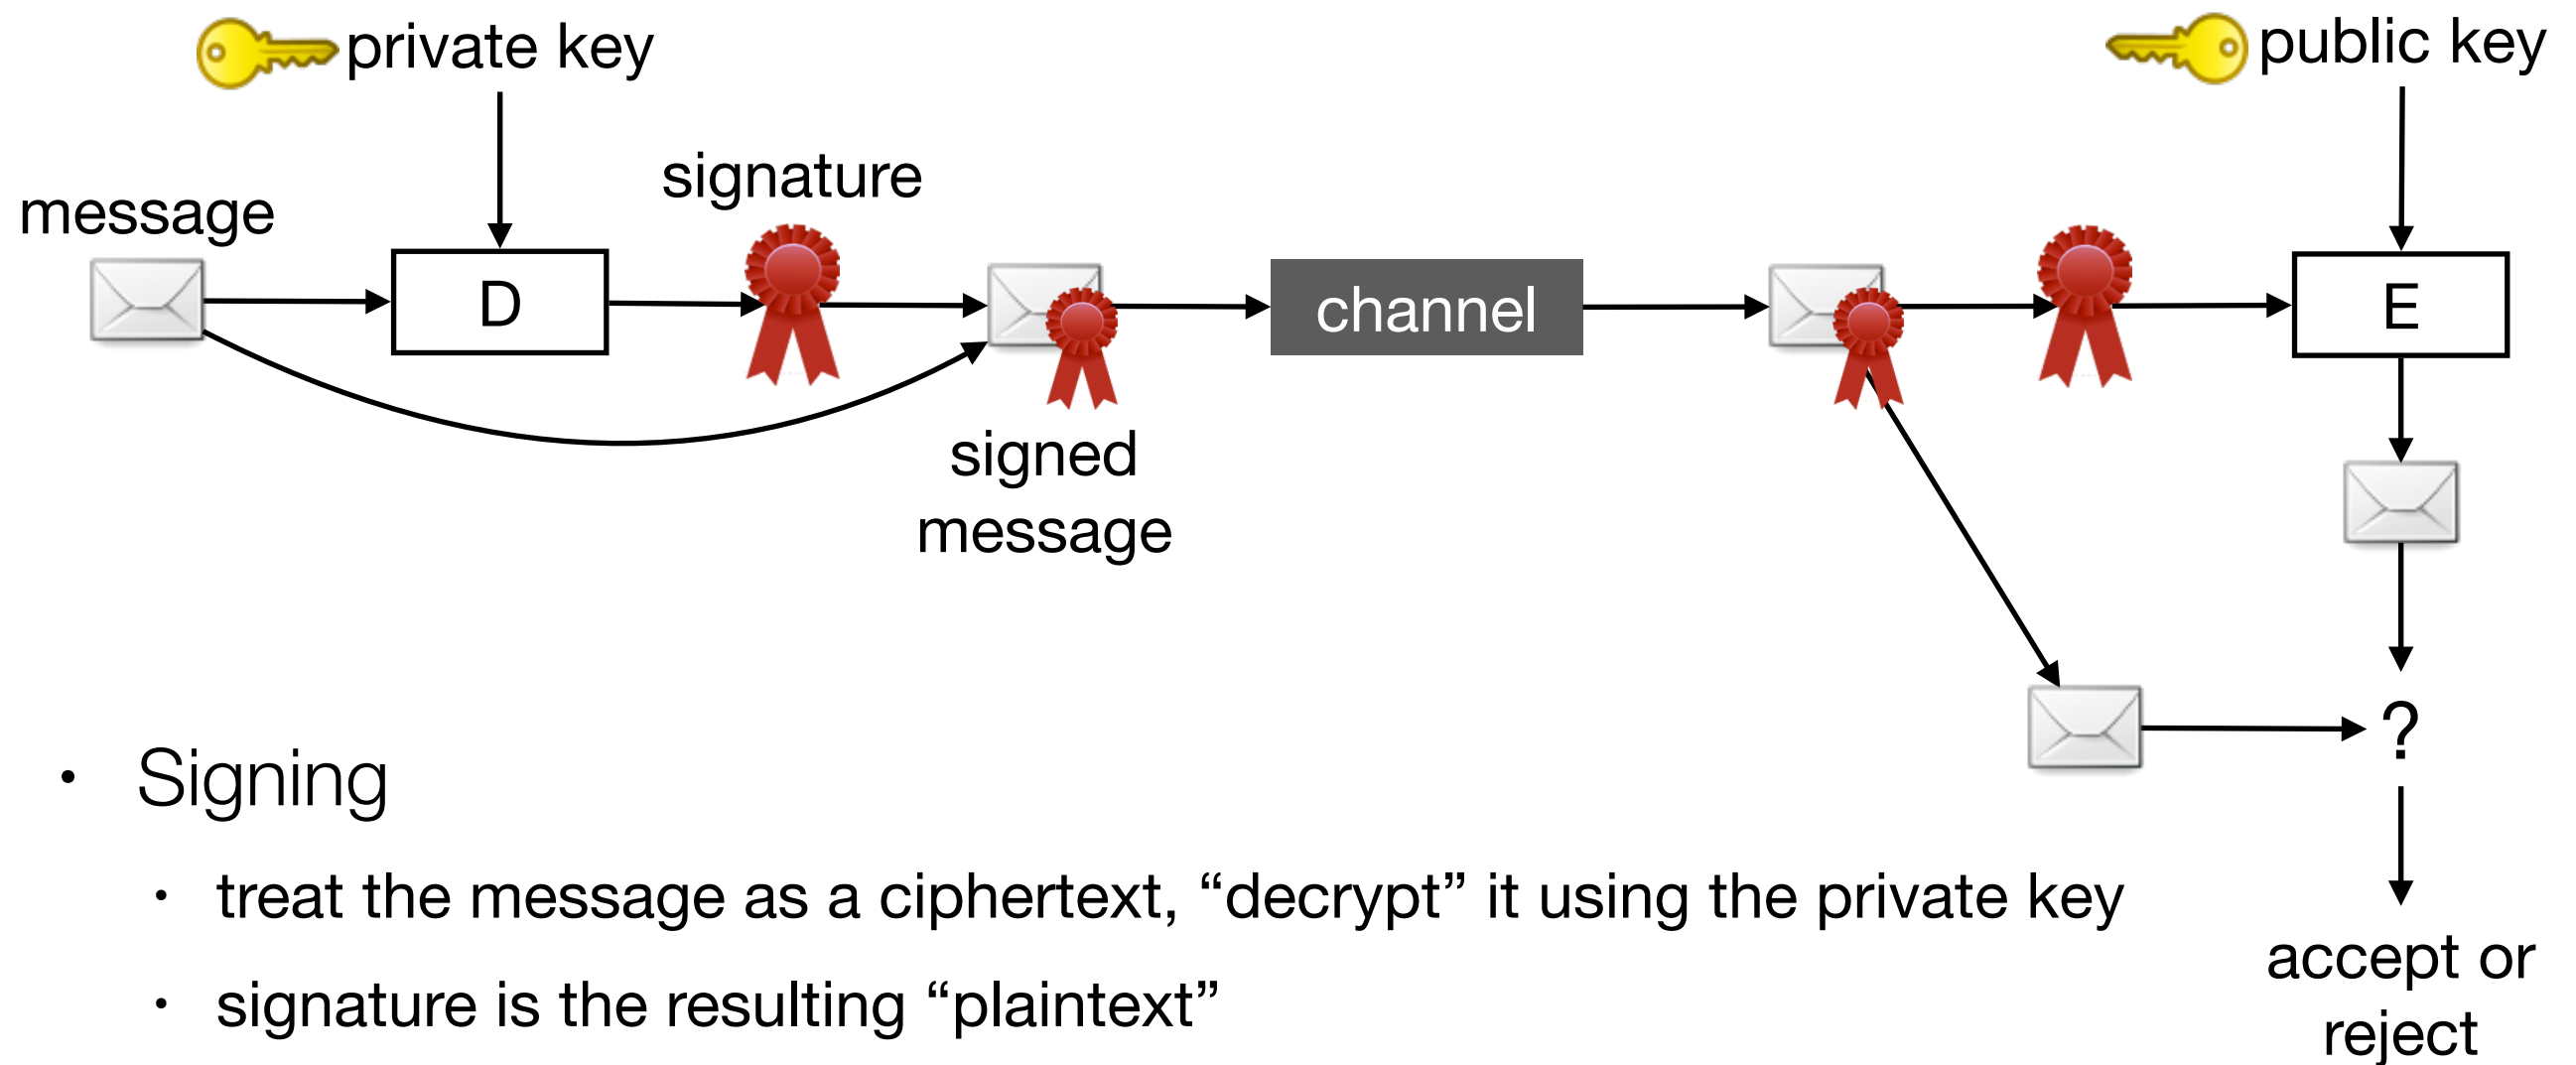 private key
public key
signature
message
D
channel
E
signed
message
?
• Signing
• treat the message as a ciphertext, “decrypt” it using the private key
• signature is the resulting “plaintext”
accept or
reject